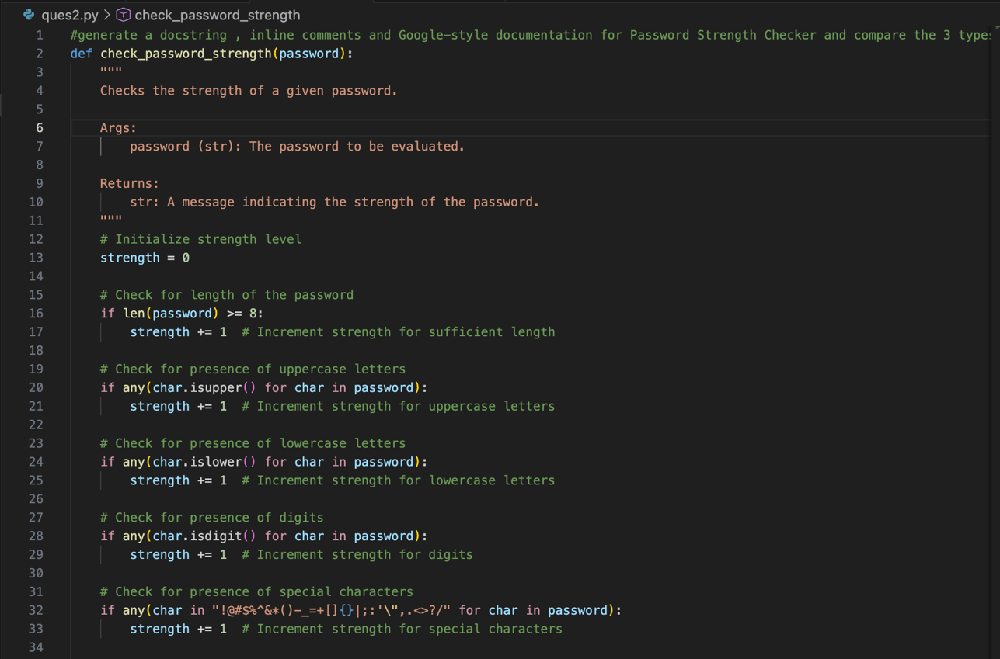 ques2.py > check_password_strength
1 #generate a docstring , inline comments and Google-style documentation for Password Strength Checker and compare the 3 types
2 def check_password_strength(password):
3 """
4 Checks the strength of a given password.
5
6 Args:
7 password (str): The password to be evaluated.
8
9 Returns:
10 str: A message indicating the strength of the password.
11 """
12 # Initialize strength level
13 strength = 0
14
15 # Check for length of the password
16 if len(password) >= 8:
17 strength += 1  # Increment strength for sufficient length
18
19 # Check for presence of uppercase letters
20 if any(char.isupper() for char in password):
21 strength += 1  # Increment strength for uppercase letters
22
23 # Check for presence of lowercase letters
24 if any(char.islower() for char in password):
25 strength += 1  # Increment strength for lowercase letters
26
27 # Check for presence of digits
28 if any(char.isdigit() for char in password):
29 strength += 1  # Increment strength for digits
30
31 # Check for presence of special characters
32 if any(char in "!@#$%^&*()-_=+[]{}|;:'\",.<>?/" for char in password):
33 strength += 1  # Increment strength for special characters
34